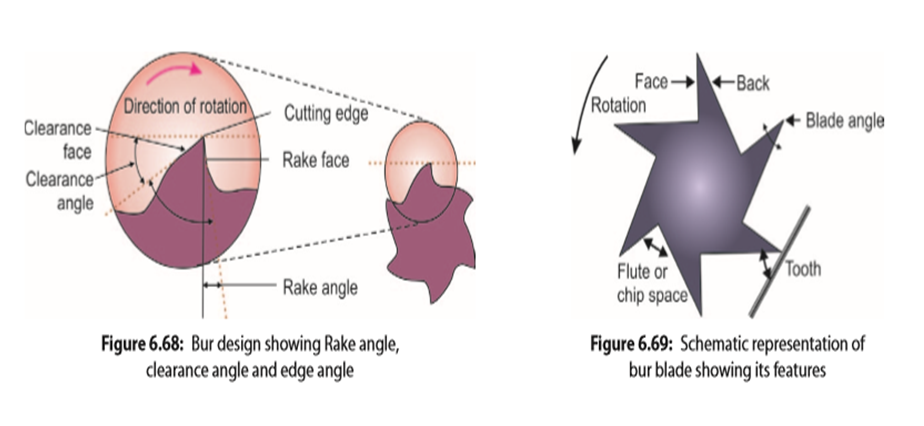 Direction of rotation
Clearance
face
Clearance
angle
Cutting edge
Rake face
Rake angle
Figure 6.68: Bur design showing Rake angle,
clearance angle and edge angle
Face
Back
Rotation
Blade angle
Flute or
chip space
Tooth
Figure 6.69: Schematic representation of
bur blade showing its features